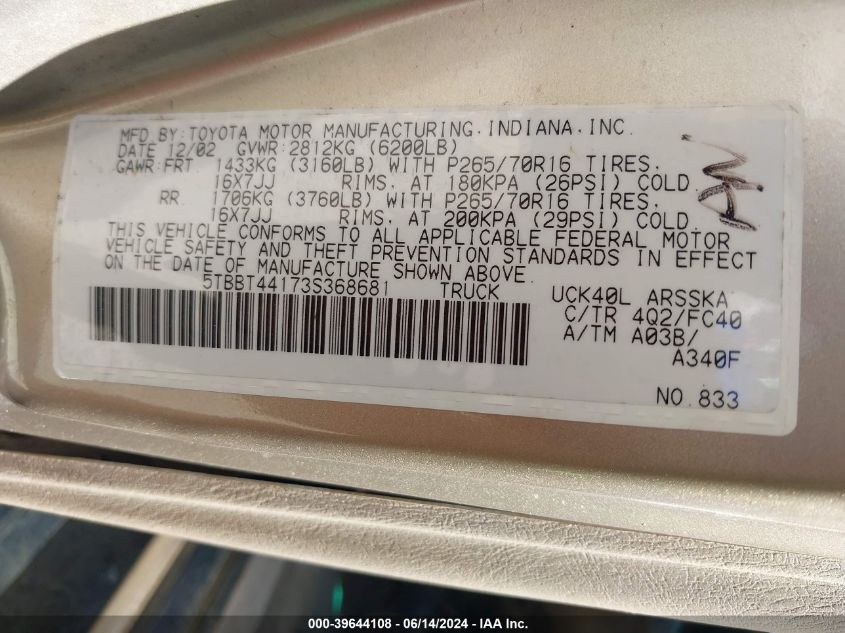 MFD BY:TOYOTA MOTOR MANUFACTURING.INDIANA,INC.
DATE 12/02 GVWR:2812KG (6200LB)
GAWR:FRT 1433KG (3160LB) WITH P265/70R16 TIRES.
16X7JJ RIMS. AT 180KPA (26PSI) COLD.
RR 1706KG (3760LB) WITH P265/70R16 TIRES.
16X7JJ RIMS. AT 200KPA (29PSI) COLD.
THIS VEHICLE CONFORMS TO ALL APPLICABLE FEDERAL MOTOR
VEHICLE SAFETY AND THEFT PREVENTION STANDARDS IN EFFECT
ON THE DATE OF MANUFACTURE SHOWN ABOVE.
5TBBT44173S368681 TRUCK
UCK40L ARSSKA
C/TR 4Q2/FC40
A/TM A03B/
A340F
NO.833
000-39644108 - 06/14/2024 - IAA Inc.